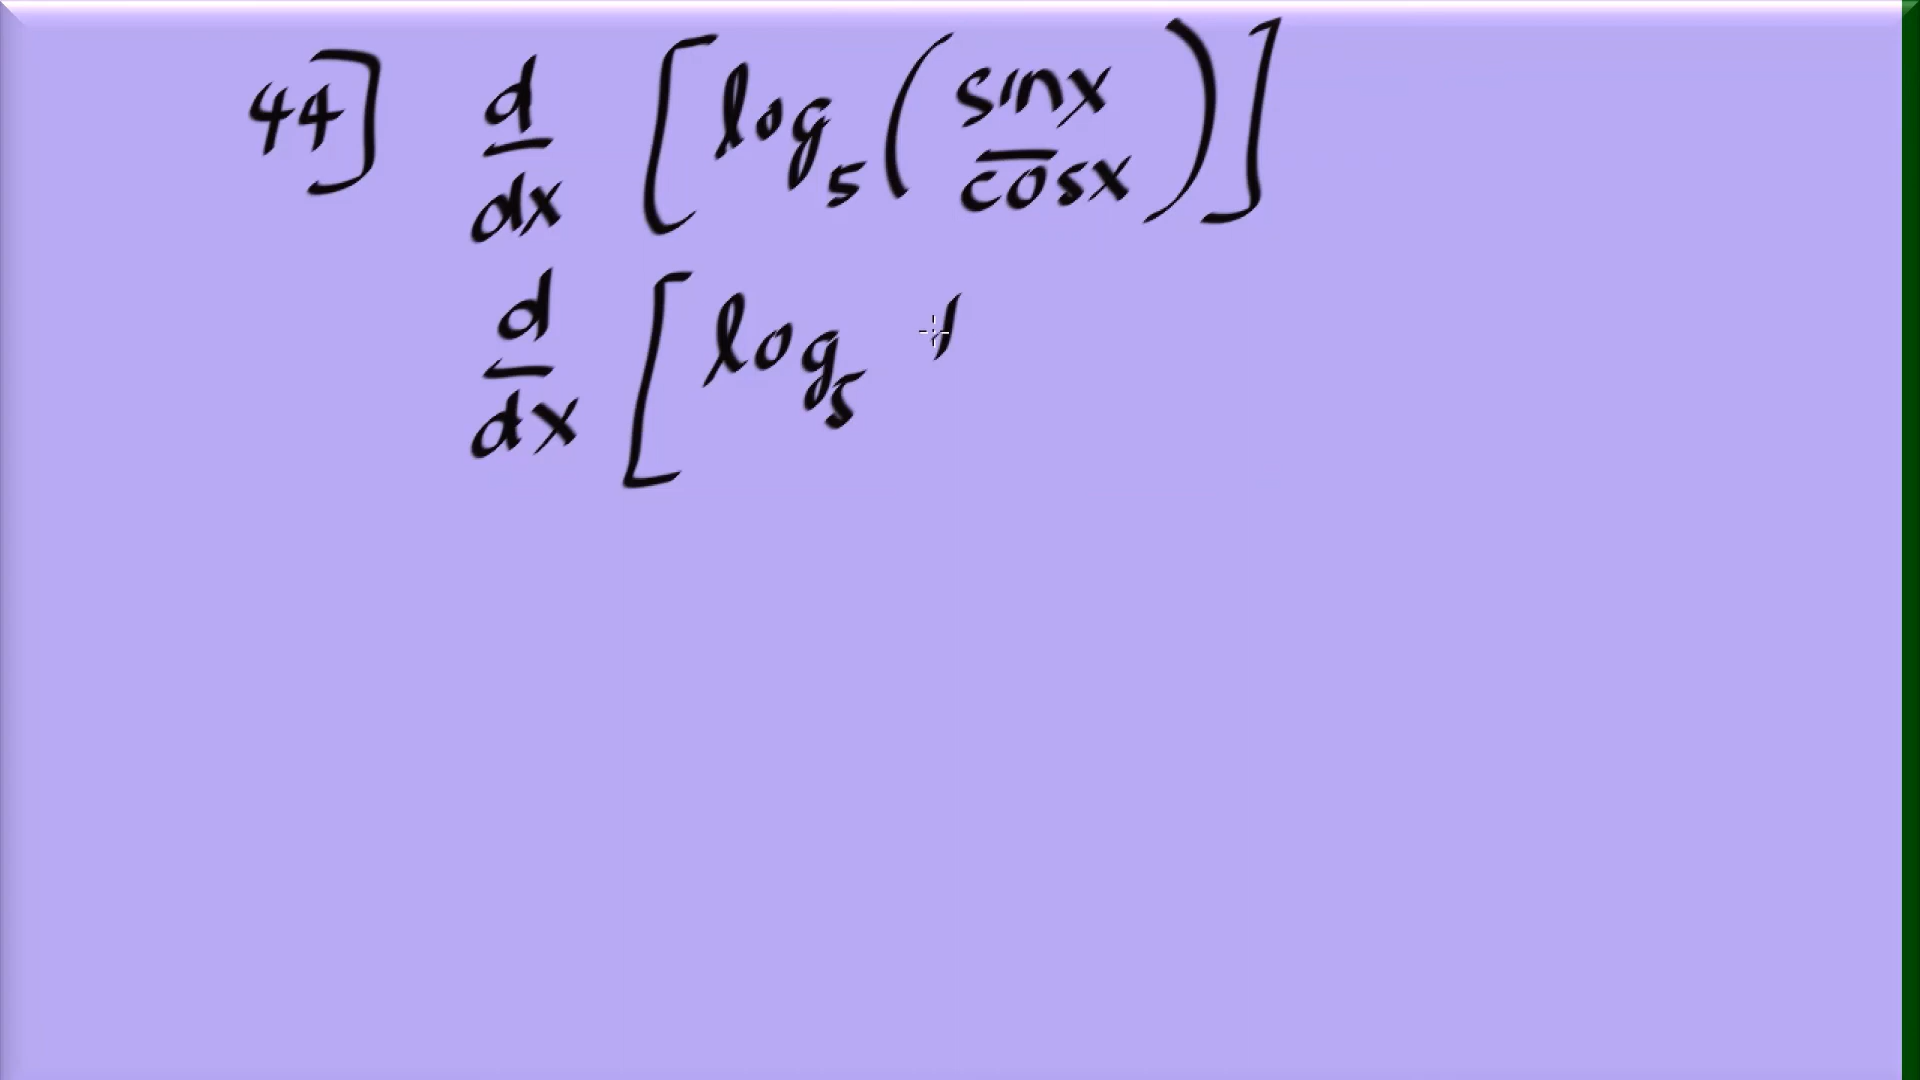 44] d/dx [log₅(sinx/cosx)]
d/dx [log₅